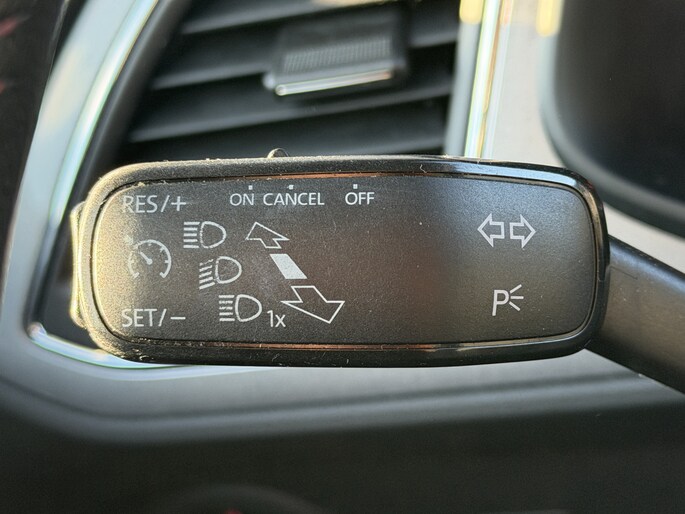 RES/+ ON CANCEL OFF
SET/- 1x P